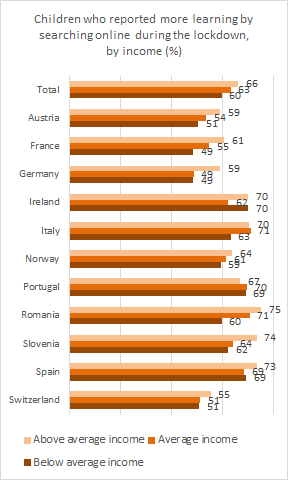 Children who reported more learning by
searching online during the lockdown,
by income (%)
Total 66 63 60
Austria 59 54 51
France 61 55 49
Germany 59 49 49
Ireland 70 62 70
Italy 70 71 63
Norway 64 61 59
Portugal 67 70 69
Romania 75 71 60
Slovenia 74 64 62
Spain 73 69 69
Switzerland 55 51 51
Above average income Average income
Below average income